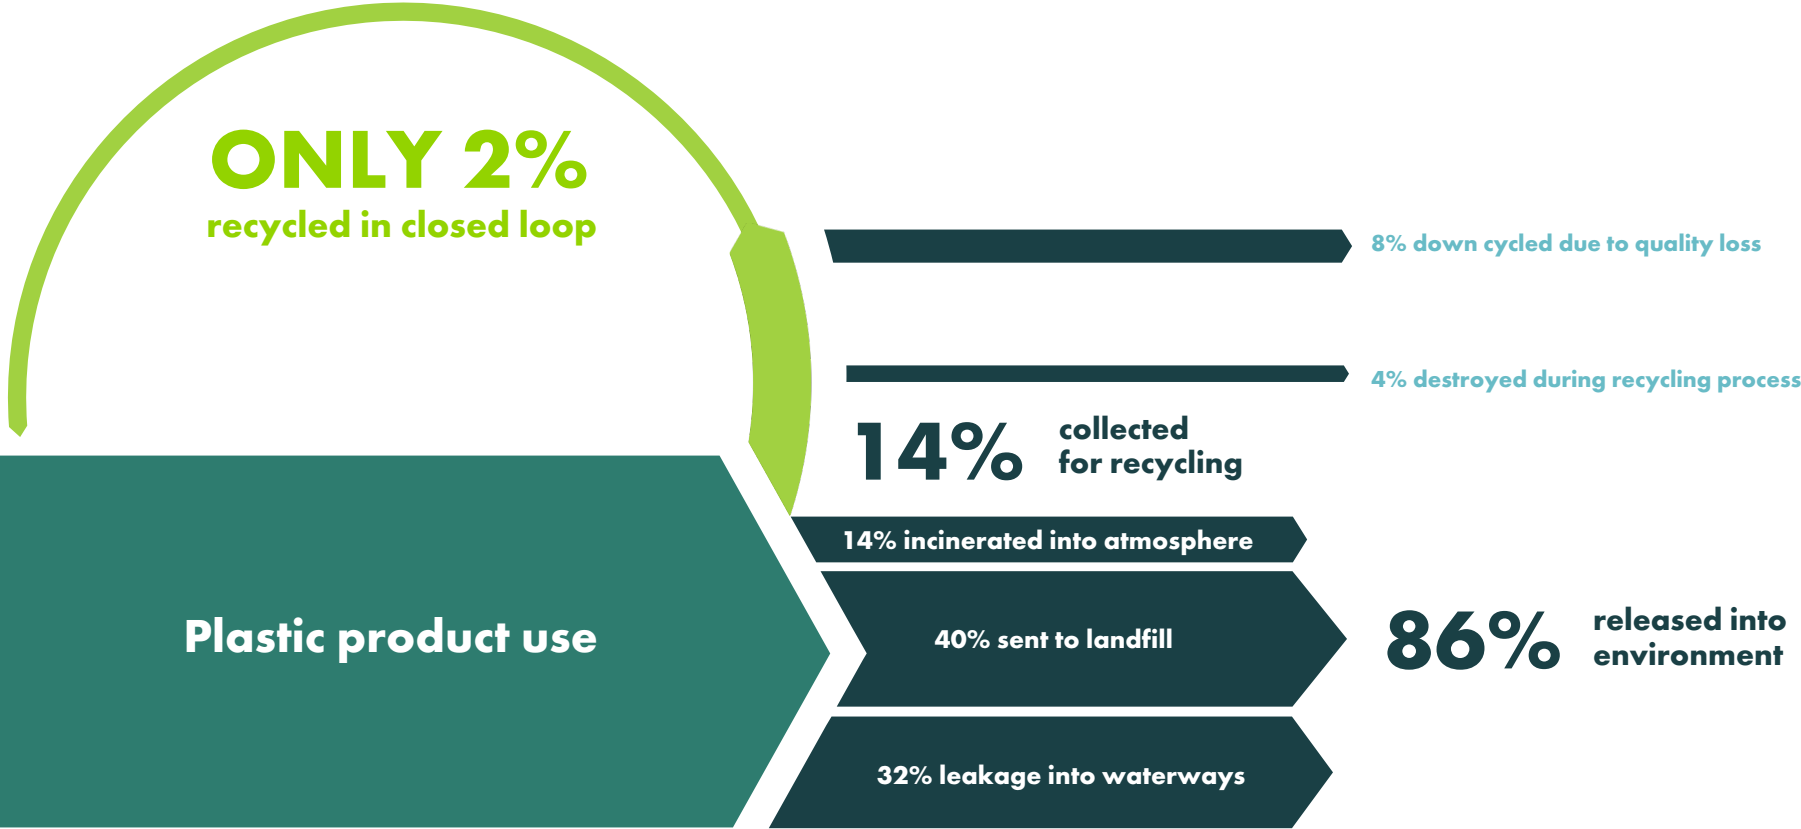 ONLY 2%
recycled in closed loop
8% down cycled due to quality loss
4% destroyed during recycling process
14%
collected
for recycling
14% incinerated into atmosphere
Plastic product use
40% sent to landfill
86%
released into
environment
32% leakage into waterways